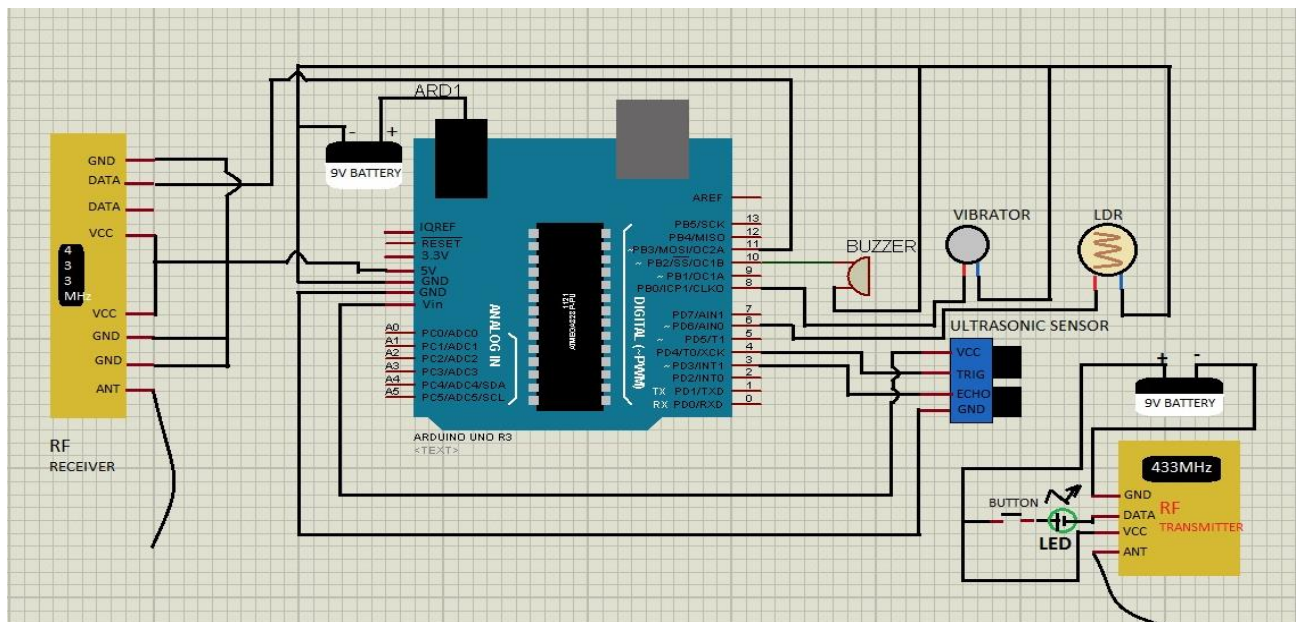 GND
DATA
DATA
VCC
4
3
3
MHz
VCC
GND
GND
ANT
RF
RECEIVER
- +
9V BATTERY
ARD1
IOREF
RESET
3.3V
5V
GND
GND
Vin
A0 PC0/ADC0
A1 PC1/ADC1
A2 PC2/ADC2
A3 PC3/ADC3
A4 PC4/ADC4/SDA
A5 PC5/ADC5/SCL
ANALOG IN
1121
DIGITAL (~PWM)
AREF
PB5/SCK 13
PB4/MISO 12
~PB3/MOSI/OC2A 11
~ PB2/SS/OC1B 10
~ PB1/OC1A 9
PB0/ICP1/CLKO 8
PD7/AIN1 7
~ PD6/AIN0 6
~ PD5/T1 5
PD4/T0/XCK 4
~ PD3/INT1 3
PD2/INT0 2
TX PD1/TXD 1
RX PD0/RXD 0
ARDUINO UNO R3
<TEXT>
BUZZER
VIBRATOR
LDR
ULTRASONIC SENSOR
VCC
TRIG
ECHO
GND
+ -
9V BATTERY
433MHz
GND
DATA
VCC
ANT
RF
TRANSMITTER
BUTTON
LED